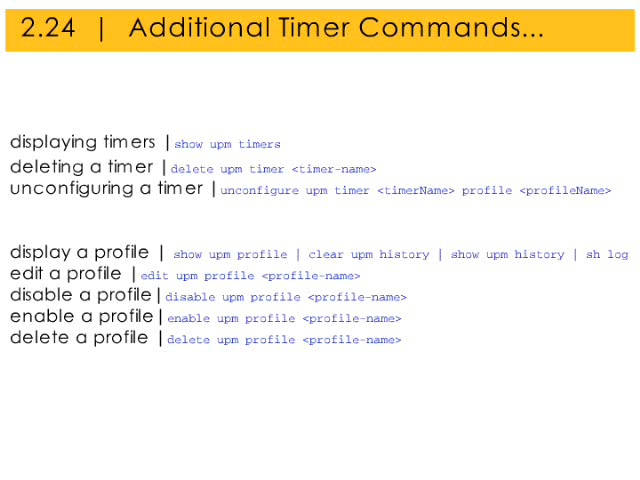 2.24 | Additional Timer Commands...
displaying timers |show upm timers
deleting a timer |delete upm timer <timer-name>
unconfiguring a timer |unconfigure upm timer <timerName> profile <profileName>
display a profile | show upm profile | clear upm history | show upm history | sh log
edit a profile |edit upm profile <profile-name>
disable a profile|disable upm profile <profile-name>
enable a profile|enable upm profile <profile-name>
delete a profile |delete upm profile <profile-name>